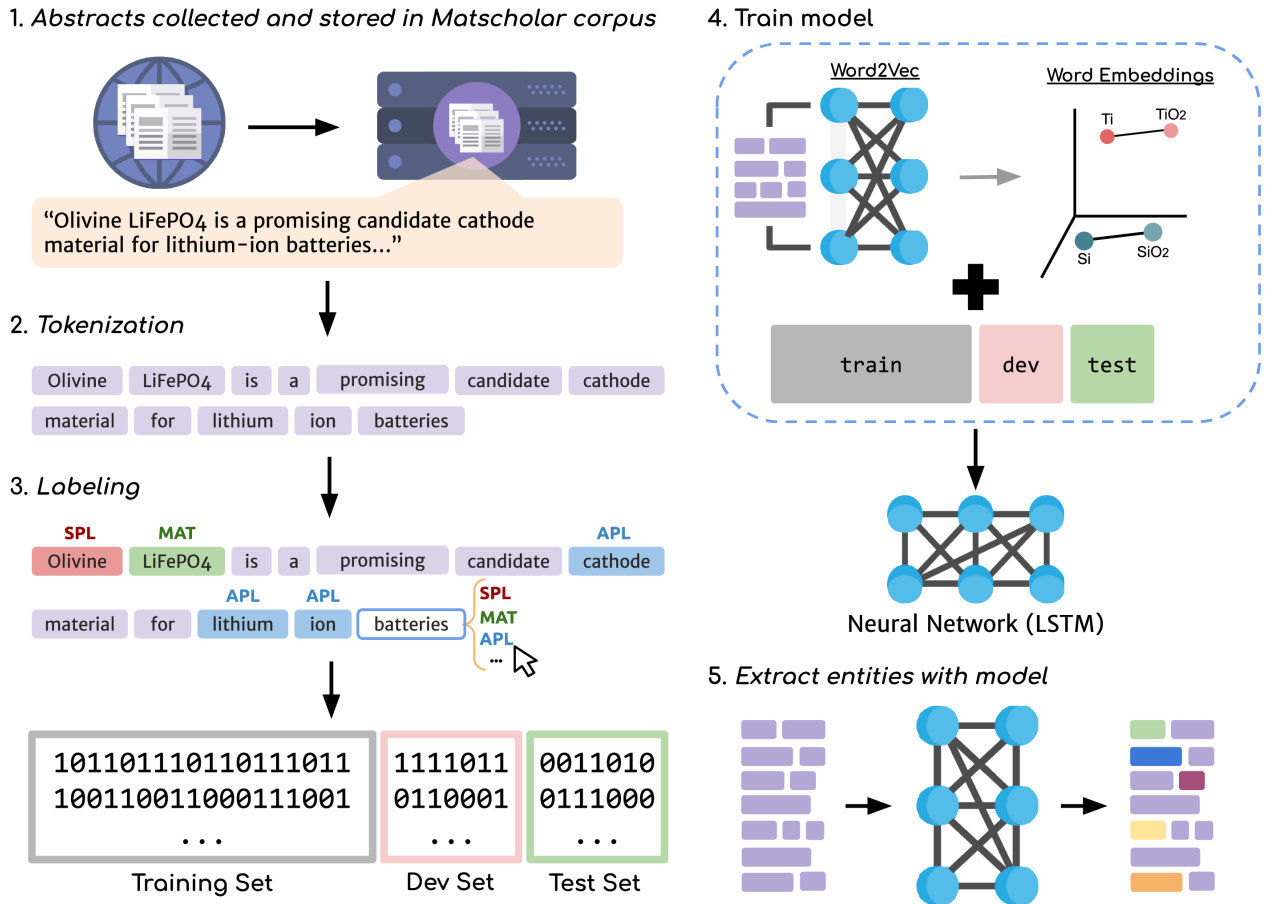 1. Abstracts collected and stored in Matscholar corpus
“Olivine LiFePO4 is a promising candidate cathode
material for lithium-ion batteries...”
2. Tokenization
Olivine LiFePO4 is a promising candidate cathode
material for lithium ion batteries
3. Labeling
SPL MAT APL
Olivine LiFePO4 is a promising candidate cathode
APL APL
material for lithium ion batteries
SPL
MAT
APL
...
101101110110111011 1111011 0011010
100110011000111001 0110001 0111000
... ... ...
Training Set Dev Set Test Set
4. Train model
Word2Vec
Word Embeddings
Ti TiO2
Si SiO2
train dev test
Neural Network (LSTM)
5. Extract entities with model